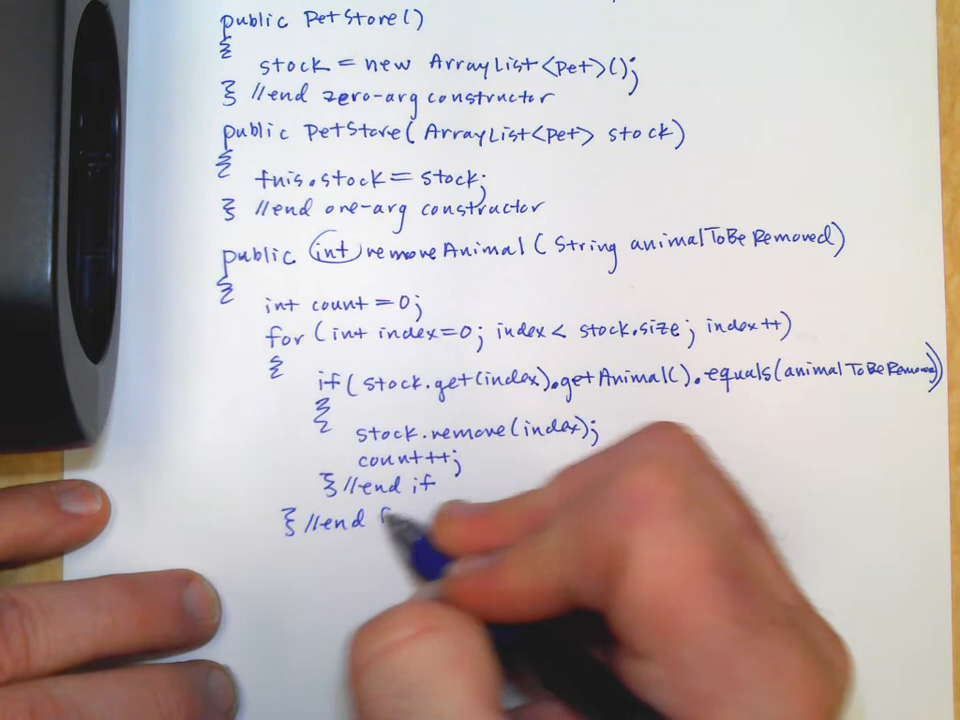 public PetStore()
{
stock = new ArrayList<Pet>();
} //end zero-arg constructor
public PetStore(ArrayList<Pet> stock)
{
this.stock = stock;
} //end one-arg constructor
public int removeAnimal(String animalToBeRemoved)
{
int count = 0;
for (int index=0; index < stock.size; index++)
{
if(stock.get(index).getAnimal().equals(animalToBeRemoved))
{
stock.remove(index);
count++;
} //end if
} //end f